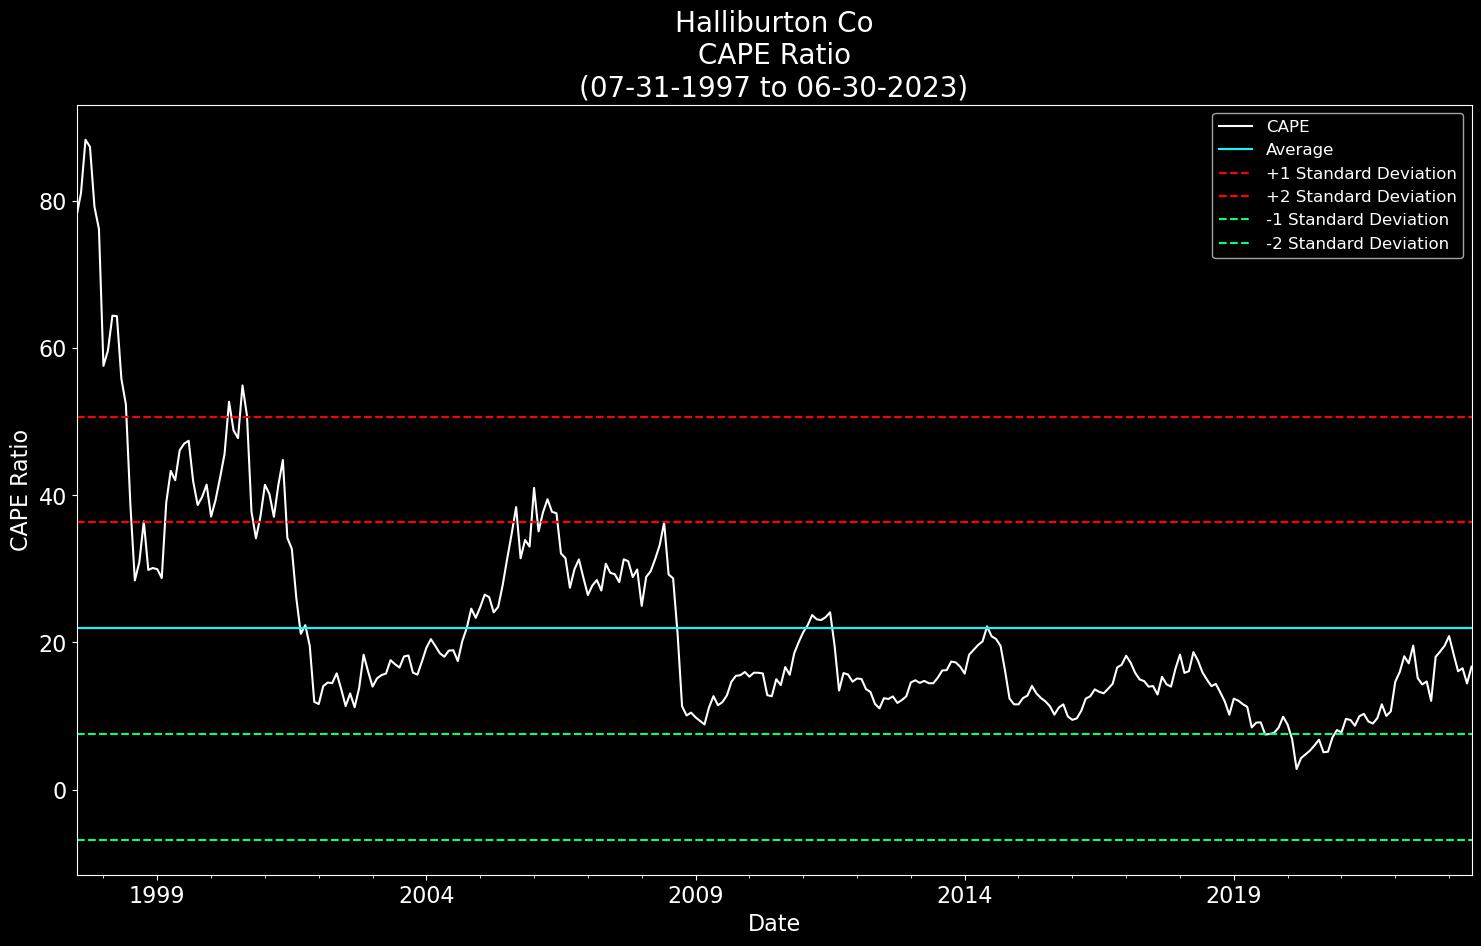 Halliburton Co
CAPE Ratio
(07-31-1997 to 06-30-2023)
CAPE
Average
+1 Standard Deviation
+2 Standard Deviation
-1 Standard Deviation
-2 Standard Deviation
CAPE Ratio
80
60
40
20
0
1999
2004
2009
2014
2019
Date